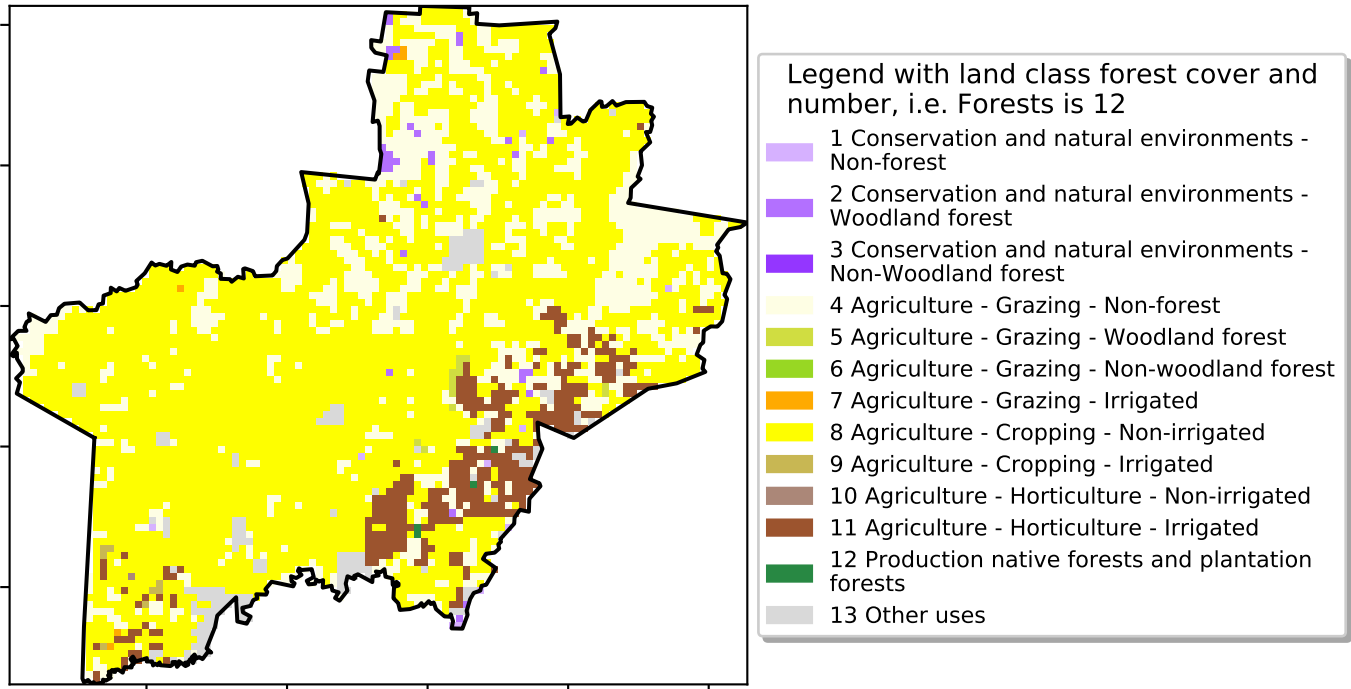 Legend with land class forest cover and
number, i.e. Forests is 12
1 Conservation and natural environments -
Non-forest
2 Conservation and natural environments -
Woodland forest
3 Conservation and natural environments -
Non-Woodland forest
4 Agriculture - Grazing - Non-forest
5 Agriculture - Grazing - Woodland forest
6 Agriculture - Grazing - Non-woodland forest
7 Agriculture - Grazing - Irrigated
8 Agriculture - Cropping - Non-irrigated
9 Agriculture - Cropping - Irrigated
10 Agriculture - Horticulture - Non-irrigated
11 Agriculture - Horticulture - Irrigated
12 Production native forests and plantation
forests
13 Other uses